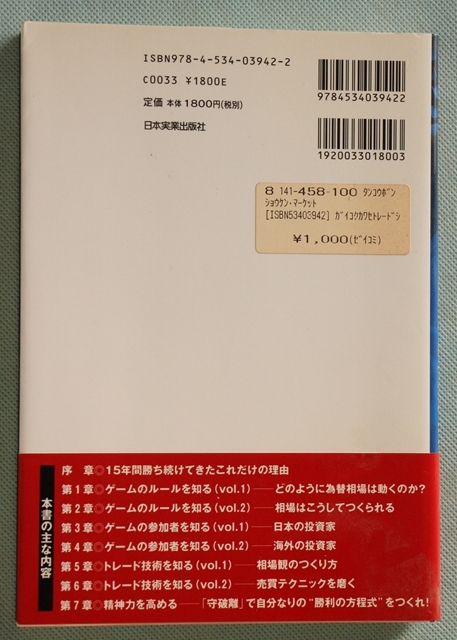 ISBN978-4-534-03942-2
C0033 ¥1800E
定価 本体1800円(税別)
日本実業出版社
9784534039422
1920033018003
8 141-458-100 ﾀﾝｺｳﾎﾞﾝ
ｼｮｳｹﾝ･ﾏｰｹｯﾄ
[ISBN53403942] ｶﾞｲｺｸｶﾜｾﾄﾚｰﾄﾞｼ
¥1,000(ｾﾞｲｺﾐ)
本書の主な内容
序 章◎15年間勝ち続けてきたこれだけの理由
第1章◎ゲームのルールを知る(vol.1)──どのように為替相場は動くのか?
第2章◎ゲームのルールを知る(vol.2)──相場はこうしてつくられる
第3章◎ゲームの参加者を知る(vol.1)──日本の投資家
第4章◎ゲームの参加者を知る(vol.2)──海外の投資家
第5章◎トレード技術を知る(vol.1)──相場観のつくり方
第6章◎トレード技術を知る(vol.2)──売買テクニックを磨く
第7章◎精神力を高める──「守破離」で自分なりの“勝利の方程式”をつくれ!